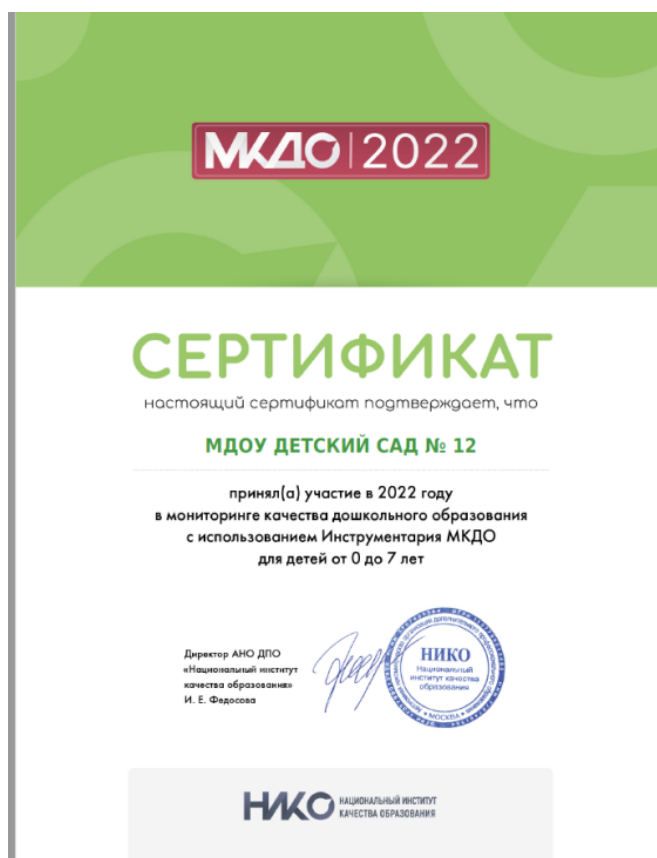 МКДО | 2022
СЕРТИФИКАТ
настоящий сертификат подтверждает, что
МДОУ ДЕТСКИЙ САД № 12
принял(а) участие в 2022 году
в мониторинге качества дошкольного образования
с использованием Инструментария МКДО
для детей от 0 до 7 лет
Директор АНО ДПО
«Национальный институт
качества образования»
И. Е. Федосова
НИКО
Национальный
институт качества
образования
МОСКВА
НИКО
НАЦИОНАЛЬНЫЙ ИНСТИТУТ
КАЧЕСТВА ОБРАЗОВАНИЯ